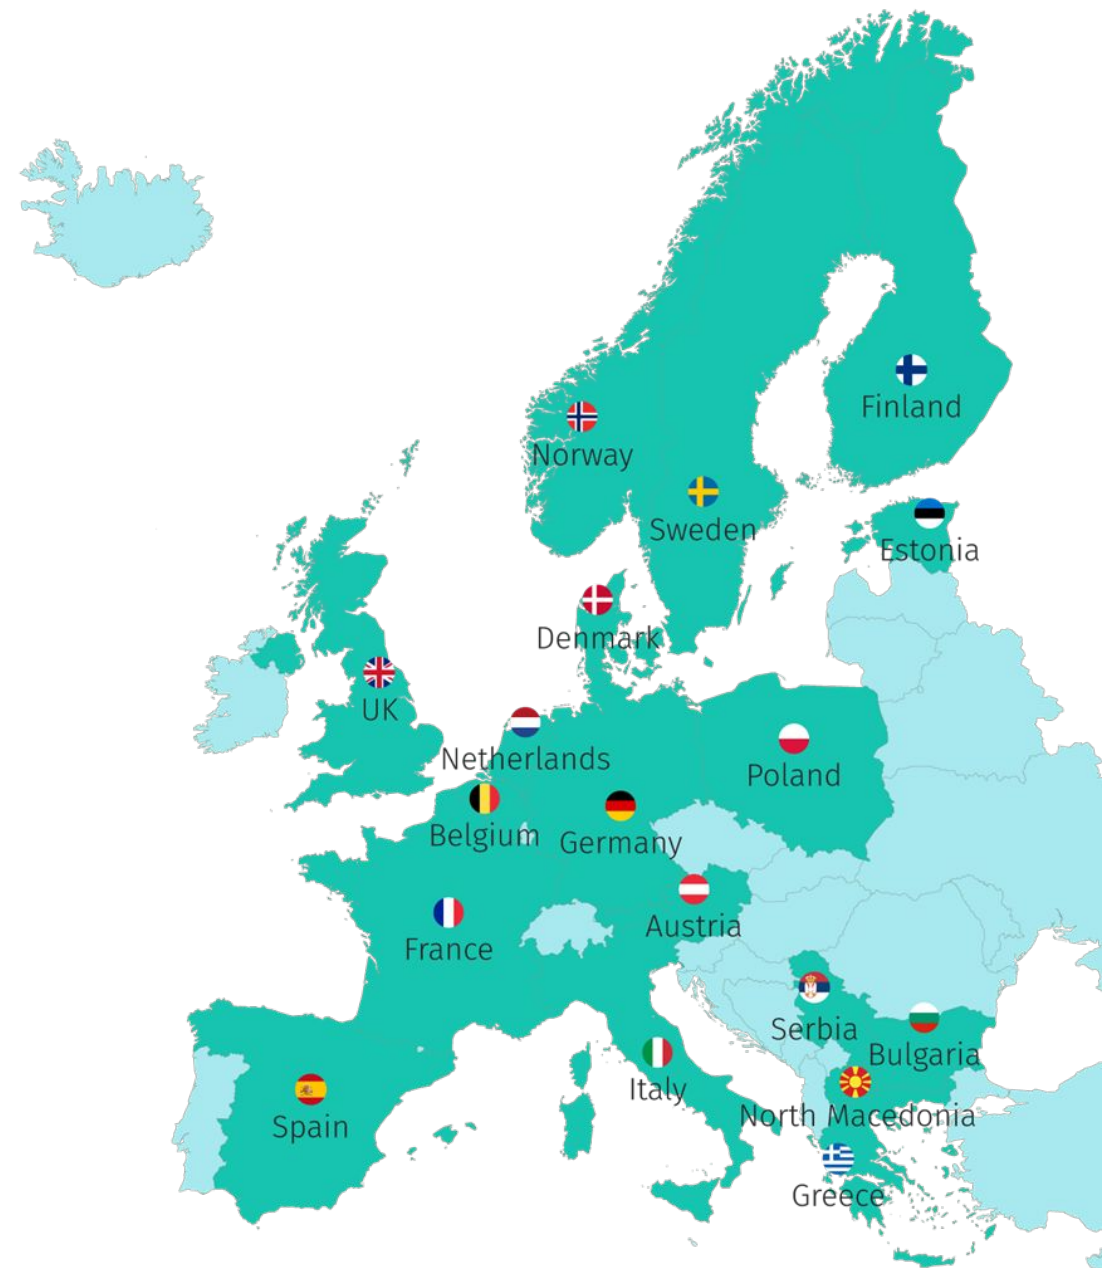 Finland
Norway
Sweden
Estonia
Denmark
UK
Netherlands
Poland
Belgium
Germany
Austria
France
Serbia
Bulgaria
Italy
North Macedonia
Spain
Greece